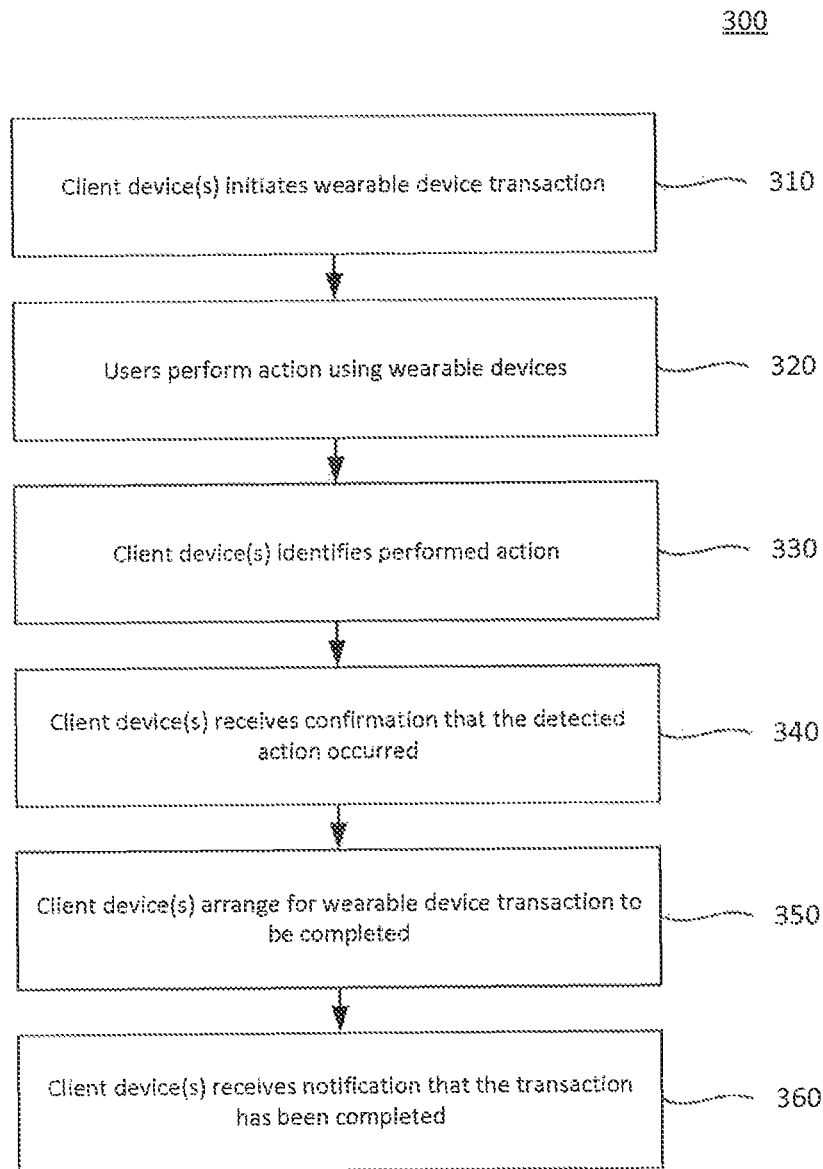 300
Client device(s) initiates wearable device transaction
310
Users perform action using wearable devices
320
Client device(s) identifies performed action
330
Client device(s) receives confirmation that the detected
action occurred
340
Client device(s) arrange for wearable device transaction to
be completed
350
Client device(s) receives notification that the transaction
has been completed
360